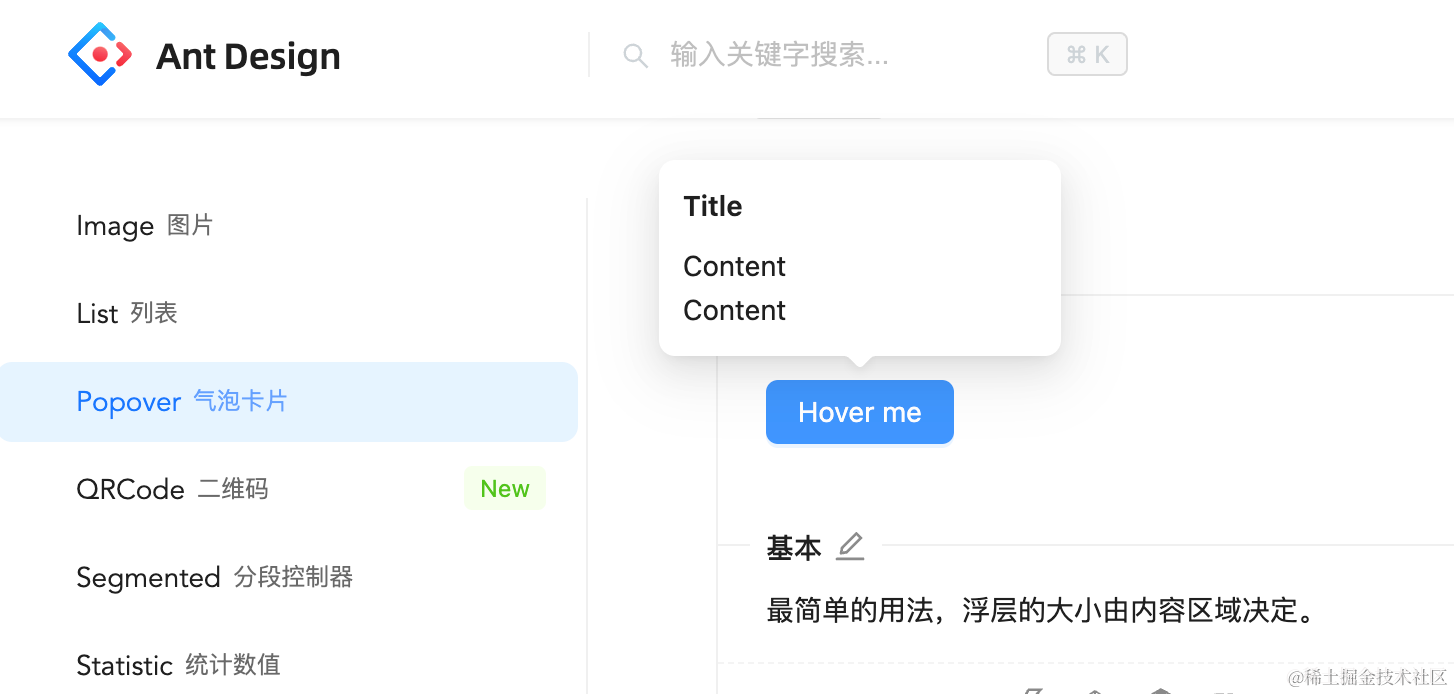 Ant Design
输入关键字搜索...
⌘ K
Image 图片
List 列表
Popover 气泡卡片
QRCode 二维码 New
Segmented 分段控制器
Statistic 统计数值
Title
Content
Content
Hover me
基本
最简单的用法，浮层的大小由内容区域决定。
@稀土掘金技术社区